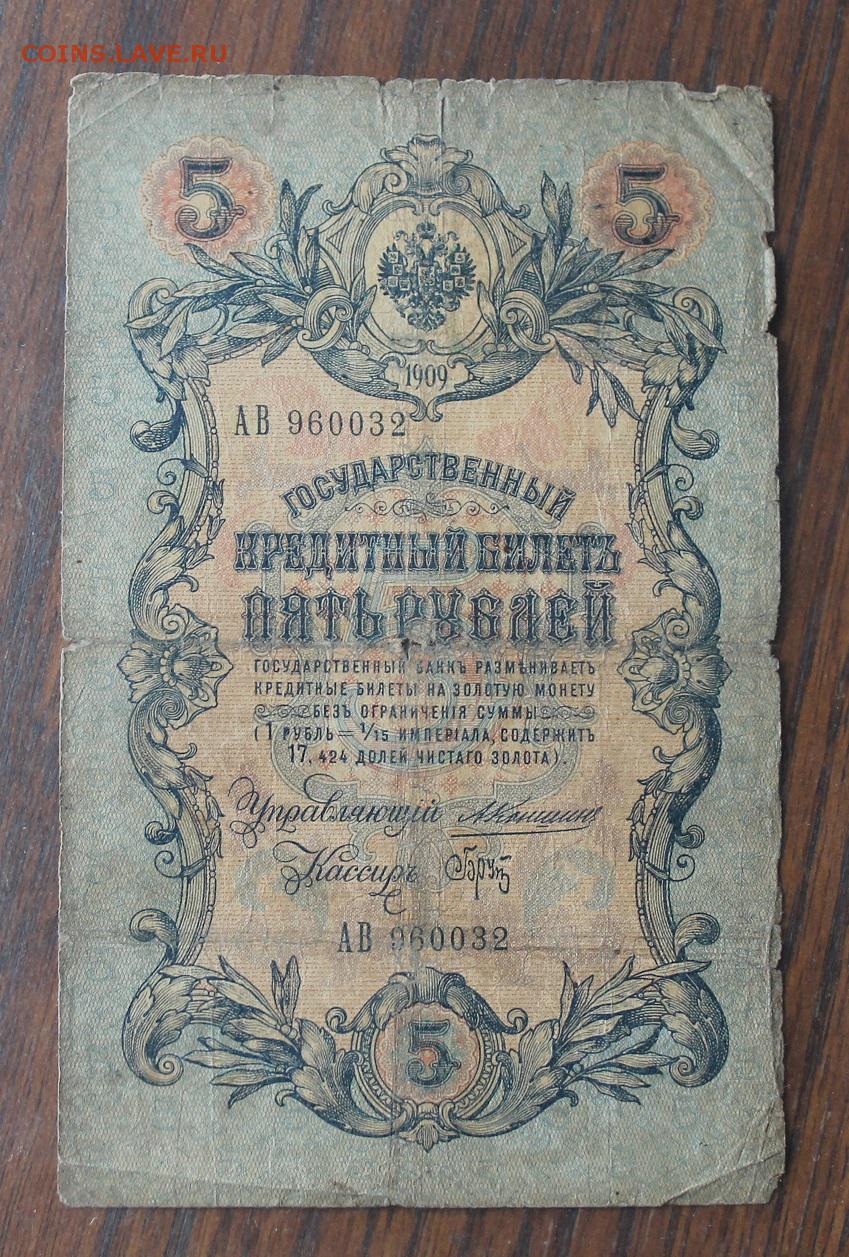 COINS.LAVE.RU
5 5
1909
АВ 960032
ГОСУДАРСТВЕННЫЙ
КРЕДИТНЫЙ БИЛЕТЪ
ПЯТЬ РУБЛЕЙ
ГОСУДАРСТВЕННЫЙ БАНКЪ РАЗМѢНИВАЕТЪ
КРЕДИТНЫЕ БИЛЕТЫ НА ЗОЛОТУЮ МОНЕТУ
БЕЗЪ ОГРАНИЧЕНІЯ СУММЫ
(1 РУБЛЬ = 1/15 ИМПЕРІАЛА, СОДЕРЖИТЪ
17,424 ДОЛЕЙ ЧИСТАГО ЗОЛОТА).
Управляющій АКоншинъ
Кассиръ Брут
АВ 960032
5